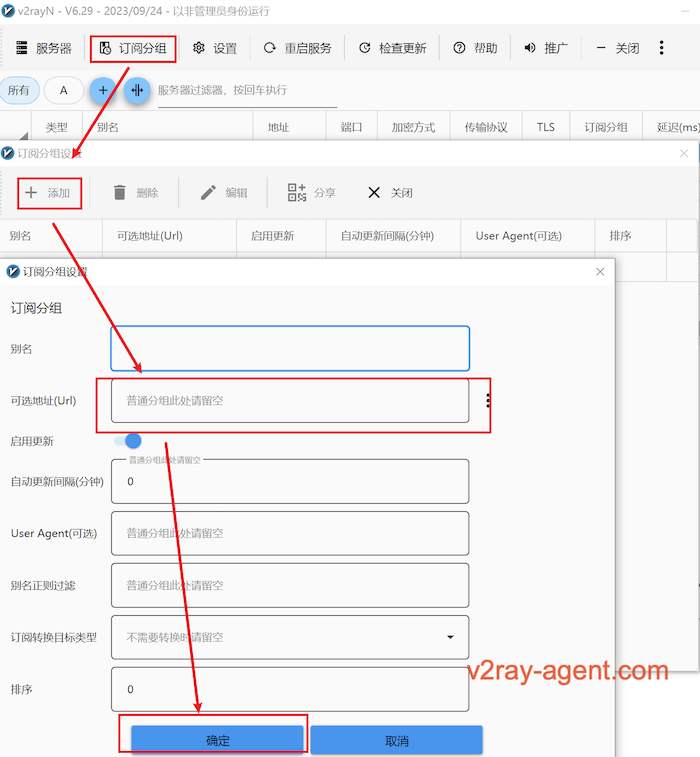 v2rayN - V6.29 - 2023/09/24 - 以非管理员身份运行
服务器 订阅分组 设置 重启服务 检查更新 帮助 推广 关闭
所有 A 服务器过滤器，按回车执行
类型 别名 地址 端口 加密方式 传输协议 TLS 订阅分组 延迟(ms)
订阅分组设置
添加 删除 编辑 分享 关闭
别名 可选地址(Url) 启用更新 自动更新间隔(分钟) User Agent(可选) 排序
订阅分组设置
订阅分组
别名
可选地址(Url) 普通分组此处请留空
启用更新
普通分组此处请留空
自动更新间隔(分钟) 0
User Agent(可选) 普通分组此处请留空
别名正则过滤 普通分组此处请留空
订阅转换目标类型 不需要转换时请留空
v2ray-agent.com
排序 0
确定 取消